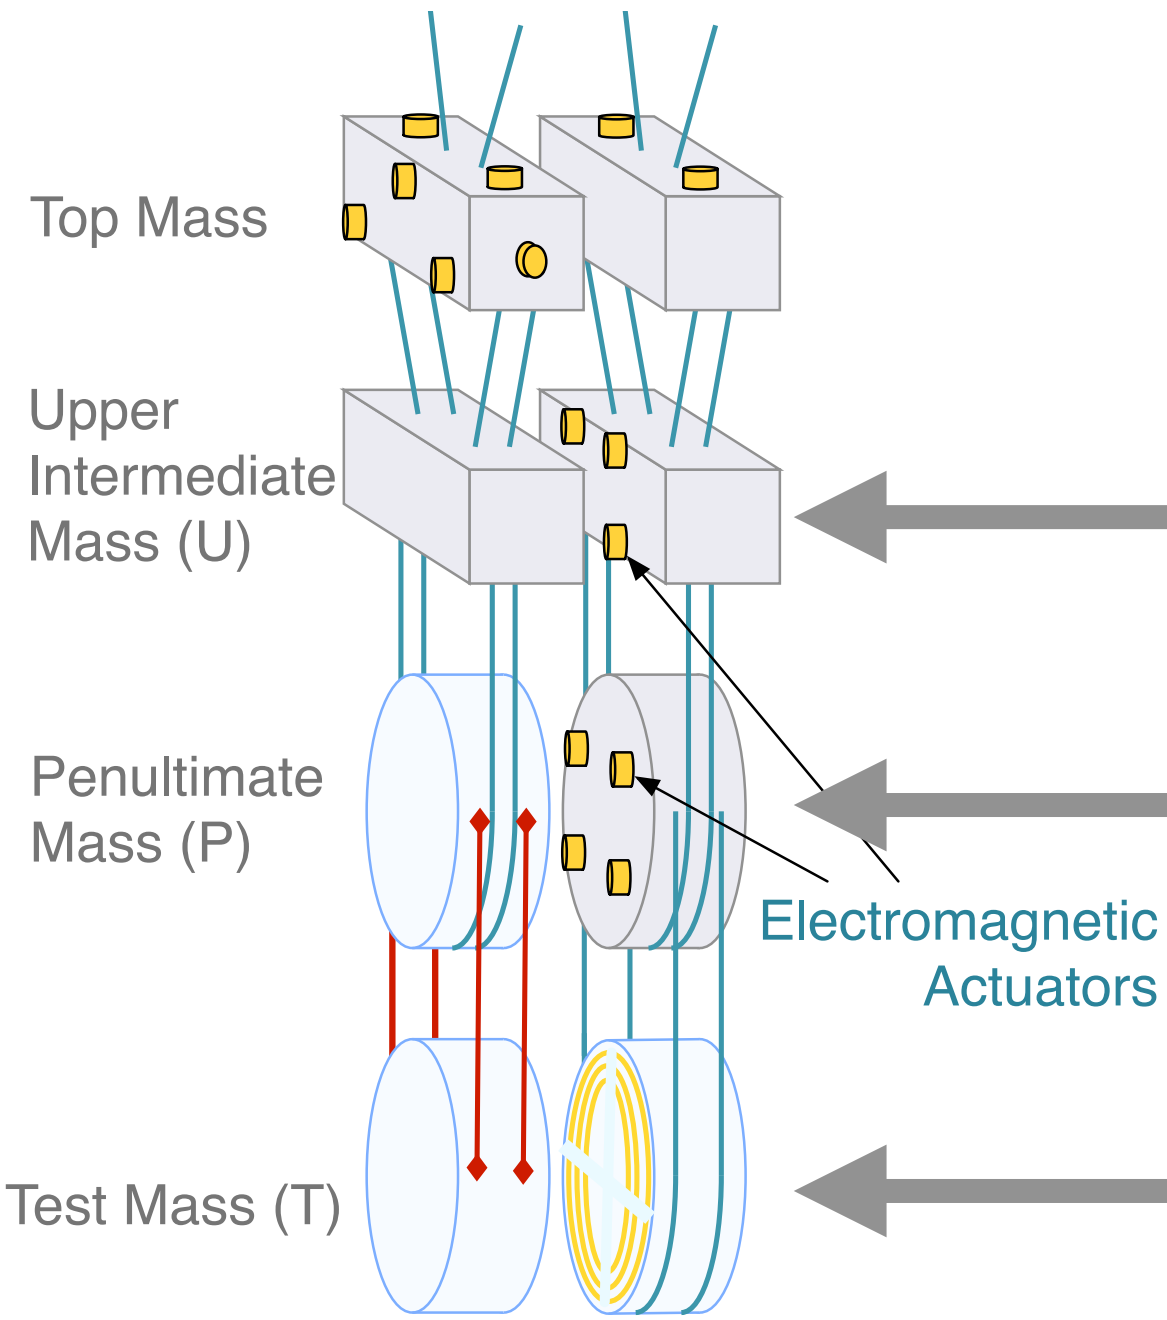 Top Mass
Upper
Intermediate
Mass (U)
Penultimate
Mass (P)
Electromagnetic
Actuators
Test Mass (T)